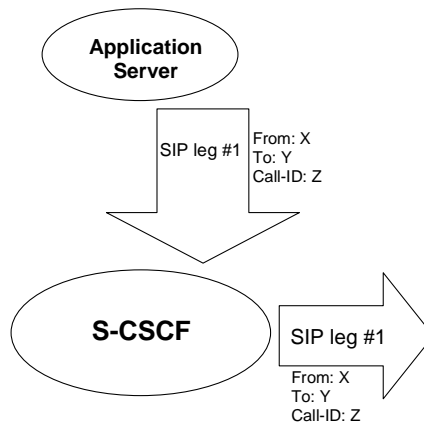 Application
Server
SIP leg #1
From: X
To: Y
Call-ID: Z
S-CSCF
SIP leg #1
From: X
To: Y
Call-ID: Z